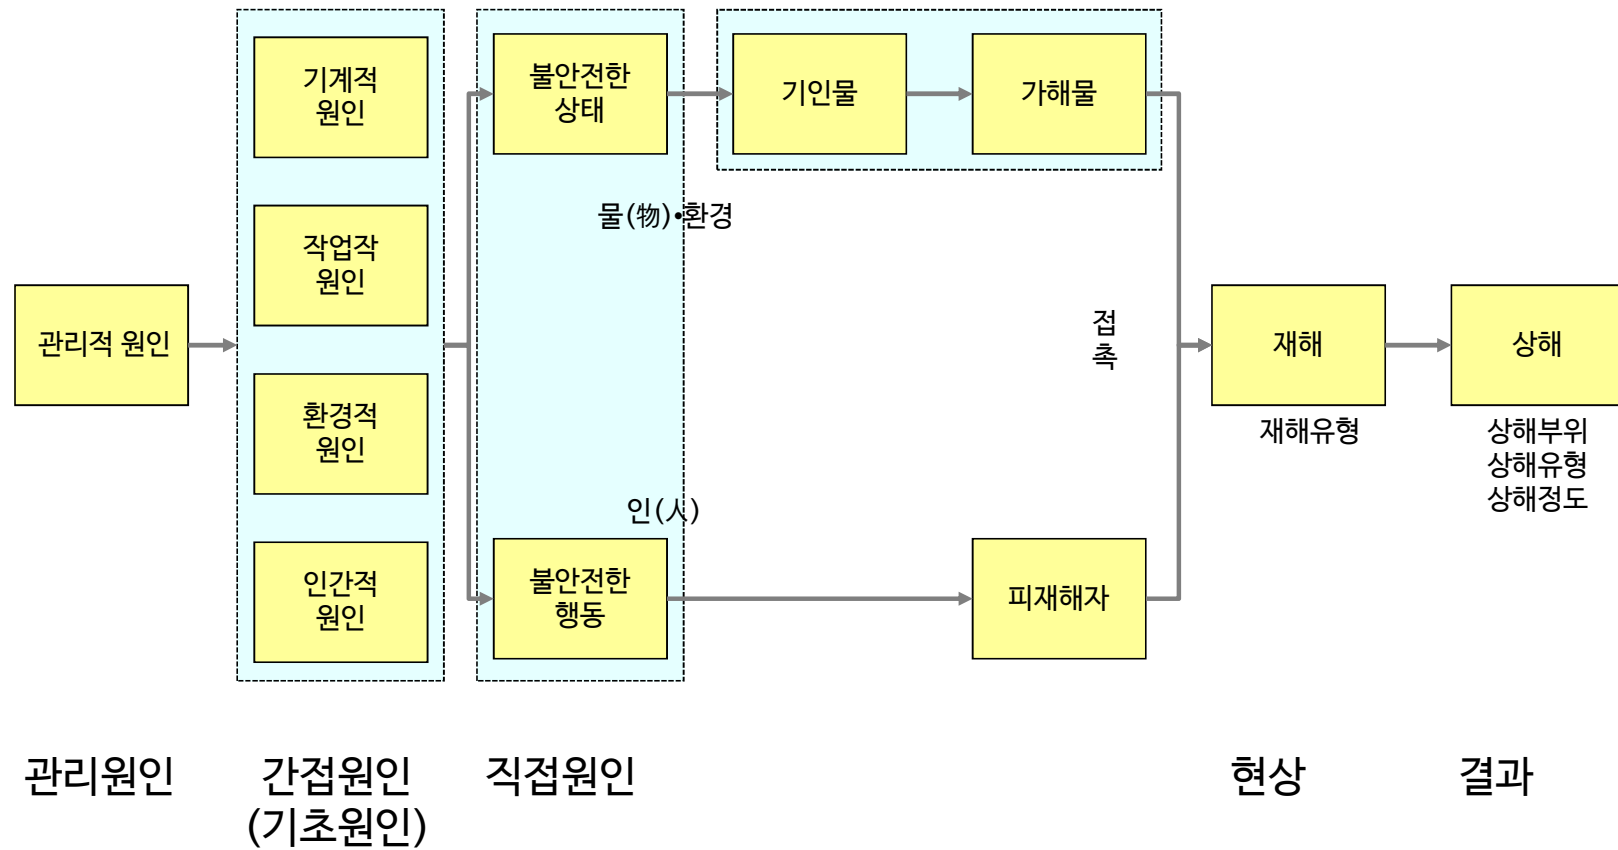 기계적
원인
작업작
원인
환경적
원인
인간적
원인
관리적 원인
불안전한
상태
불안전한
행동
물(物)•환경
인(人)
기인물
가해물
피재해자
접
촉
재해
재해유형
상해
상해부위
상해유형
상해정도
관리원인
간접원인
(기초원인)
직접원인
현상
결과